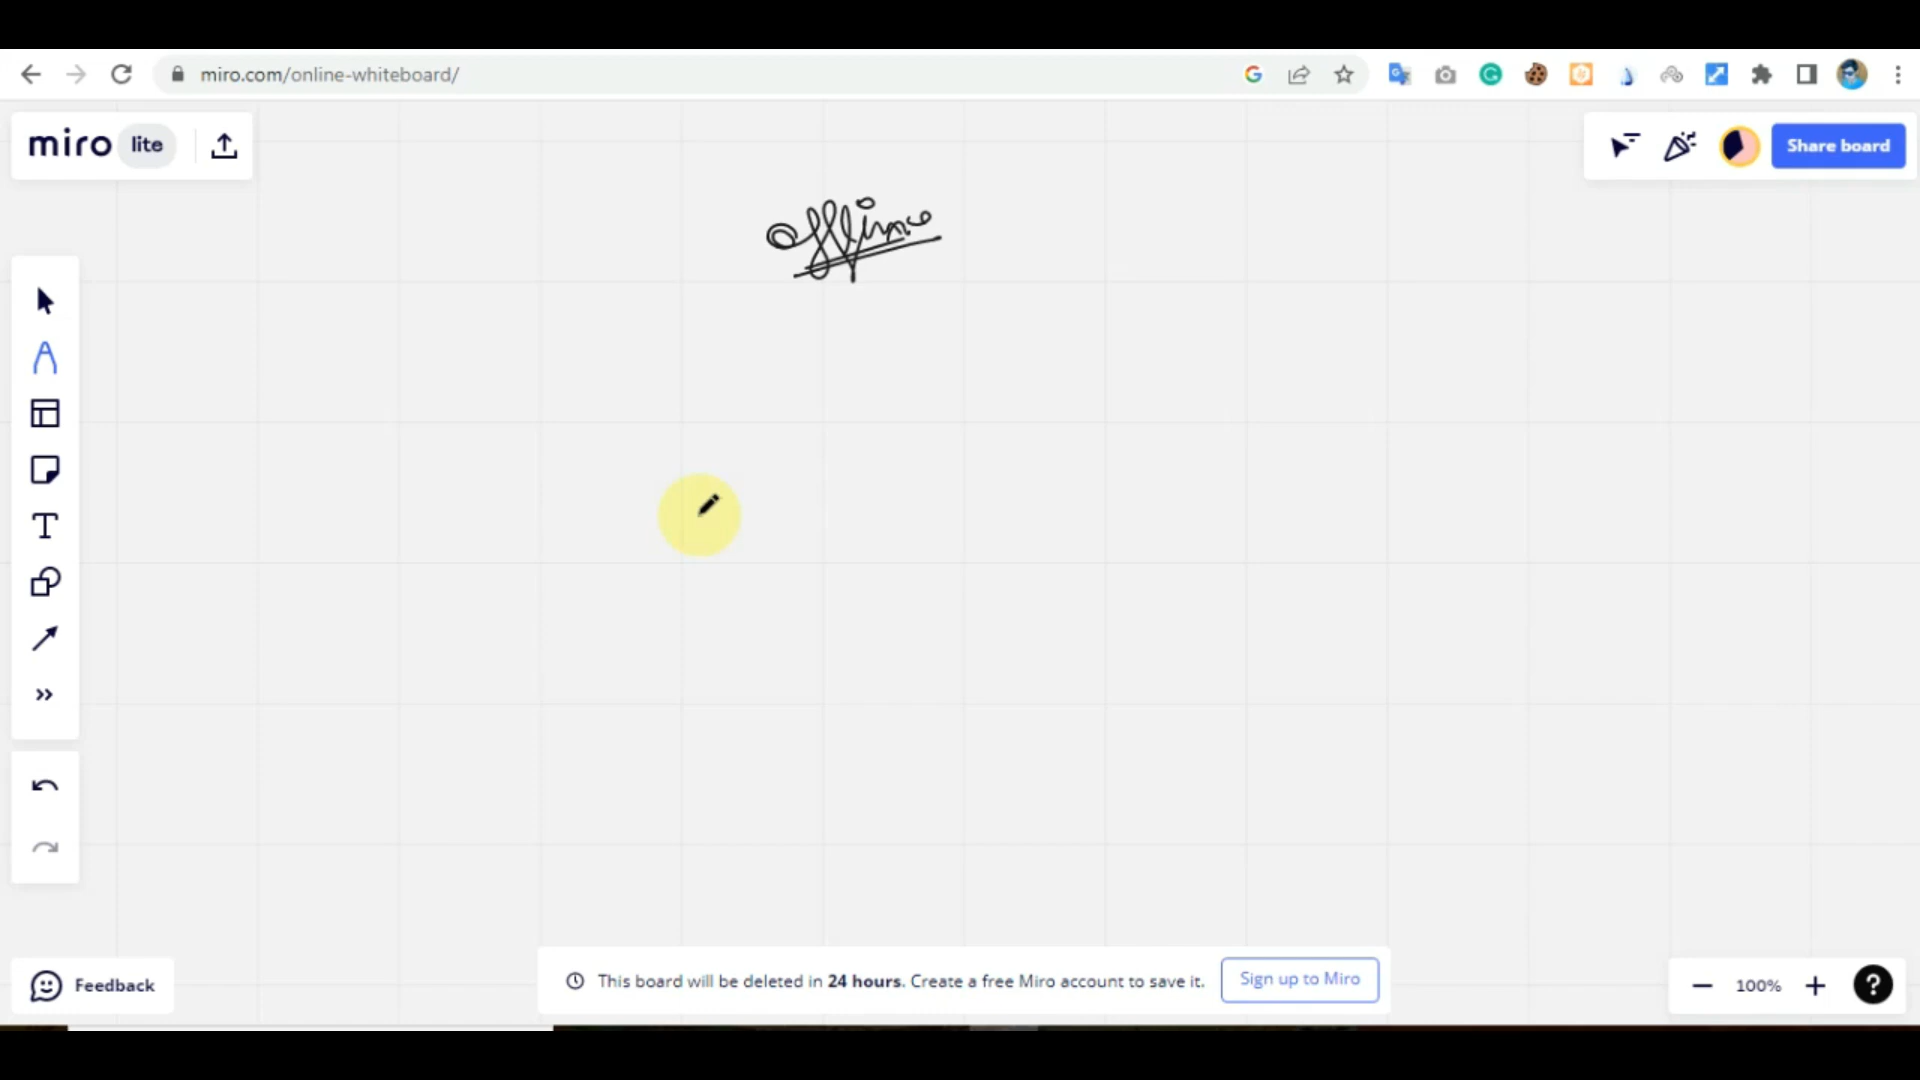 miro.com/online-whiteboard/
miro lite
Share board
offline
Feedback
This board will be deleted in 24 hours. Create a free Miro account to save it.
Sign up to Miro
100%
?